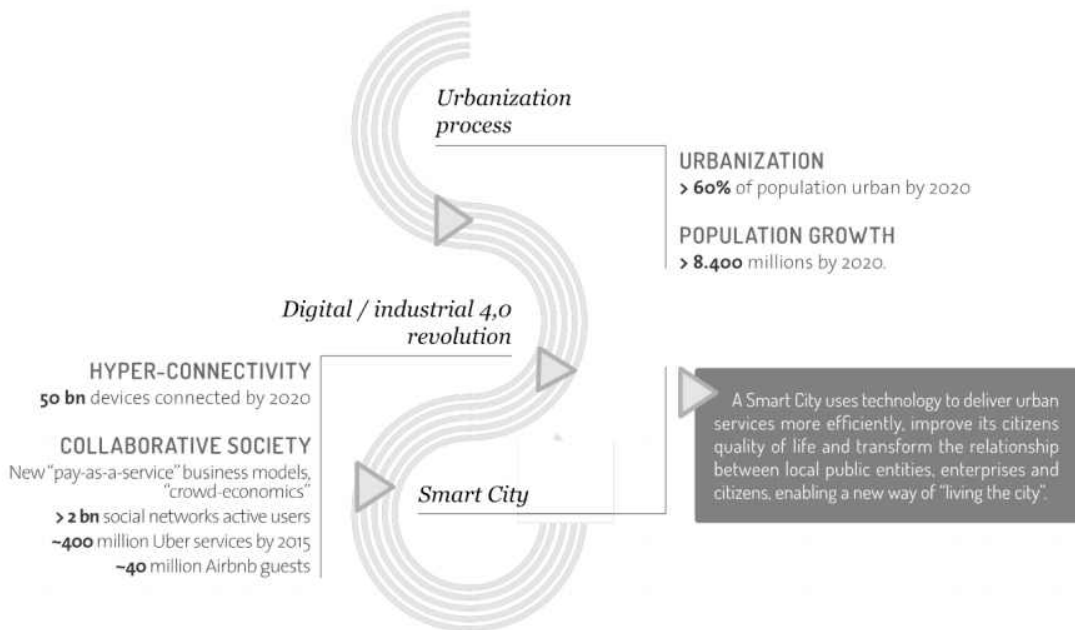 Urbanization
process
URBANIZATION
> 60% of population urban by 2020
POPULATION GROWTH
> 8.400 millions by 2020.
Digital / industrial 4,0
revolution
HYPER-CONNECTIVITY
50 bn devices connected by 2020
COLLABORATIVE SOCIETY
New “pay-as-a-service” business models,
“crowd-economics”
> 2 bn social networks active users
~400 million Uber services by 2015
~40 million Airbnb guests
Smart City
A Smart City uses technology to deliver urban
services more efficiently, improve its citizens
quality of life and transform the relationship
between local public entities, enterprises and
citizens, enabling a new way of “living the city”.